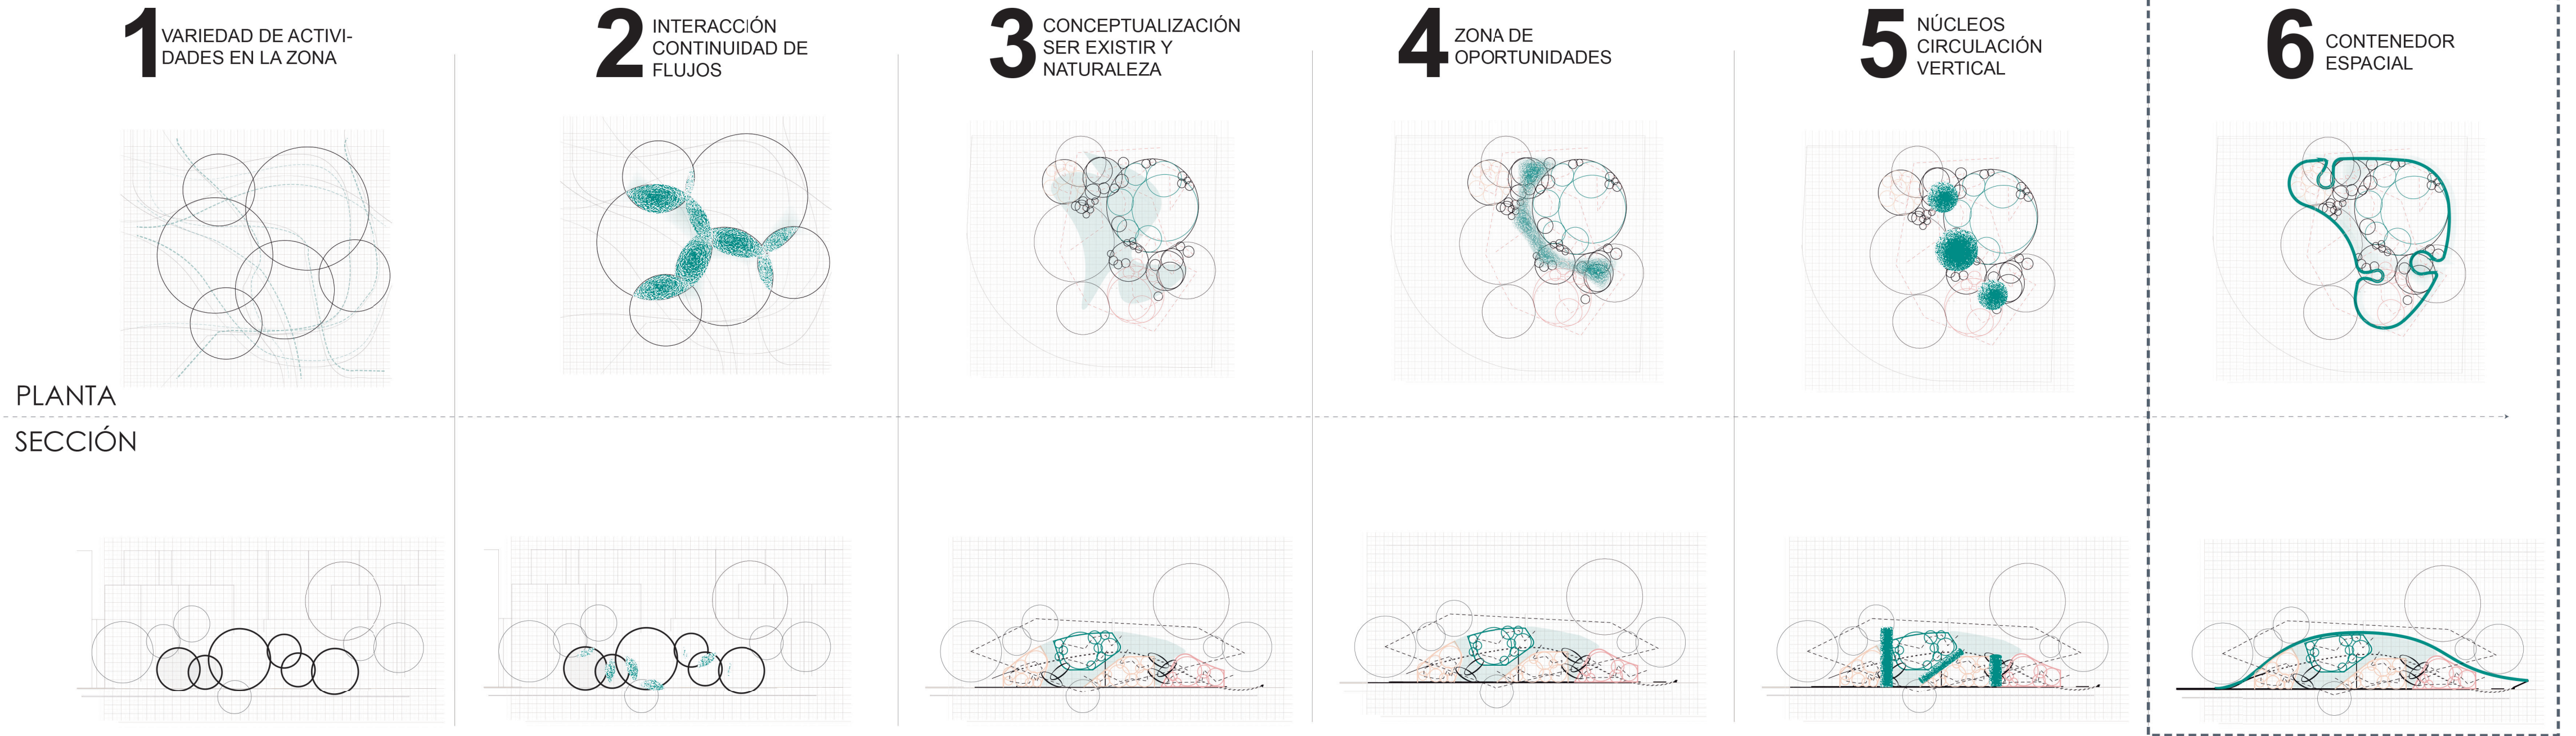 1
VARIEDAD DE ACTIVI-
DADES EN LA ZONA
2
INTERACCIÓN
CONTINUIDAD DE
FLUJOS
3
CONCEPTUALIZACIÓN
SER EXISTIR Y
NATURALEZA
4
ZONA DE
OPORTUNIDADES
5
NÚCLEOS
CIRCULACIÓN
VERTICAL
6
CONTENEDOR
ESPACIAL
PLANTA
SECCIÓN